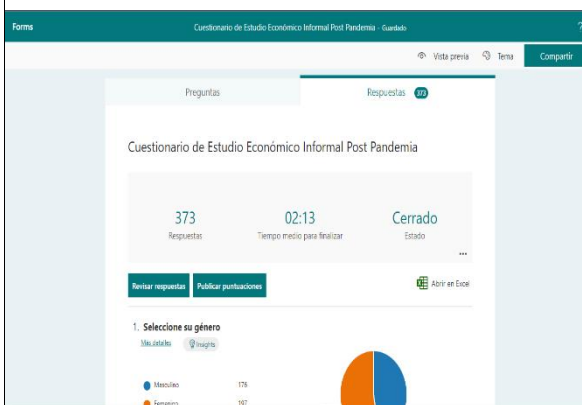 Forms
Cuestionario de Estudio Económico Informal Post Pandemia - Guardado
?
Vista previa
Tema
Compartir
Preguntas
Respuestas 373
Cuestionario de Estudio Económico Informal Post Pandemia
373
Respuestas
02:13
Tiempo medio para finalizar
Cerrado
Estado
...
Revisar respuestas
Publicar puntuaciones
Abrir en Excel
1. Seleccione su género
Más detalles
Insights
Masculino 176
Femenino 197